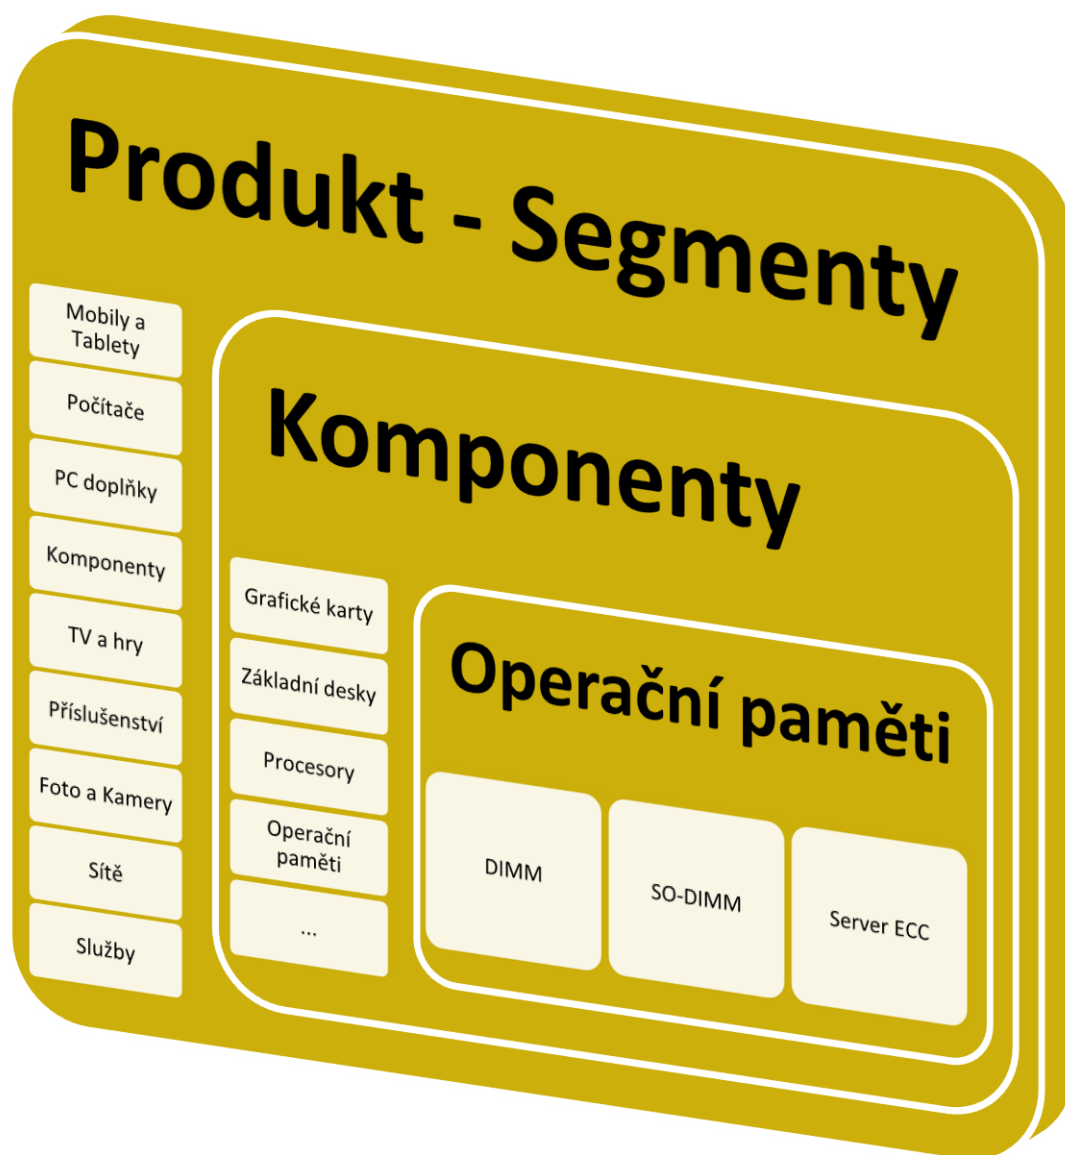 Produkt - Segmenty
Mobily a
Tablety
Počítače
PC doplňky
Komponenty
TV a hry
Příslušenství
Foto a Kamery
Sítě
Služby
Komponenty
Grafické karty
Základní desky
Procesory
Operační
paměti
...
Operační paměti
DIMM
SO-DIMM
Server ECC